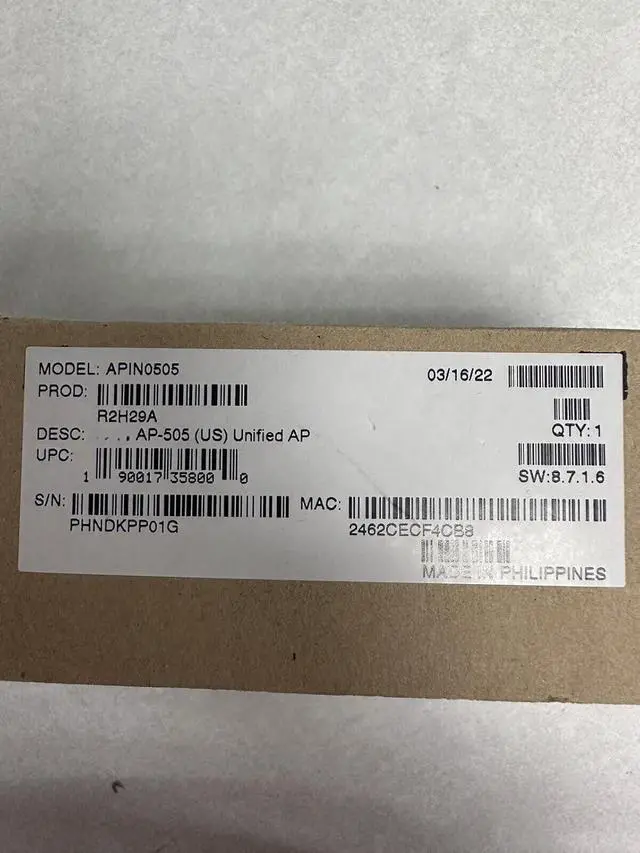 MODEL: APIN0505
03/16/22
PROD:
R2H29A
QTY: 1
DESC: ...., AP-505 (US) Unified AP
UPC:
1 90017 35800 0
SW:8.7.1.6
S/N:
PHNDKPP01G
MAC:
2462CECF4CB8
MADE IN PHILIPPINES